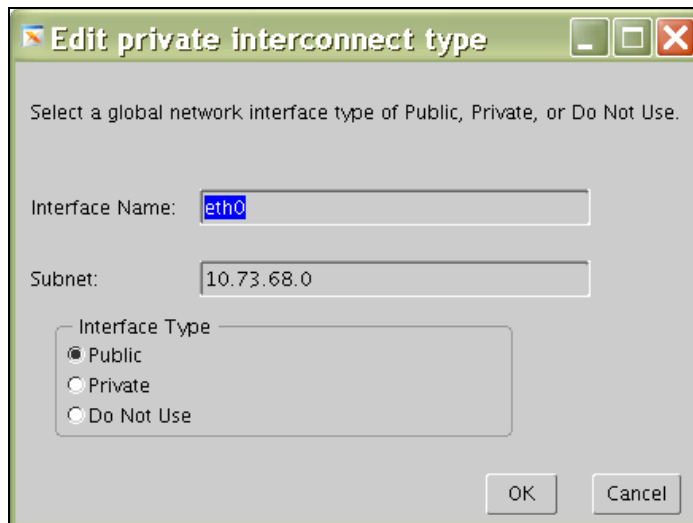 Edit private interconnect type
Select a global network interface type of Public, Private, or Do Not Use.
Interface Name: eth0
Subnet: 10.73.68.0
Interface Type
Public
Private
Do Not Use
OK Cancel